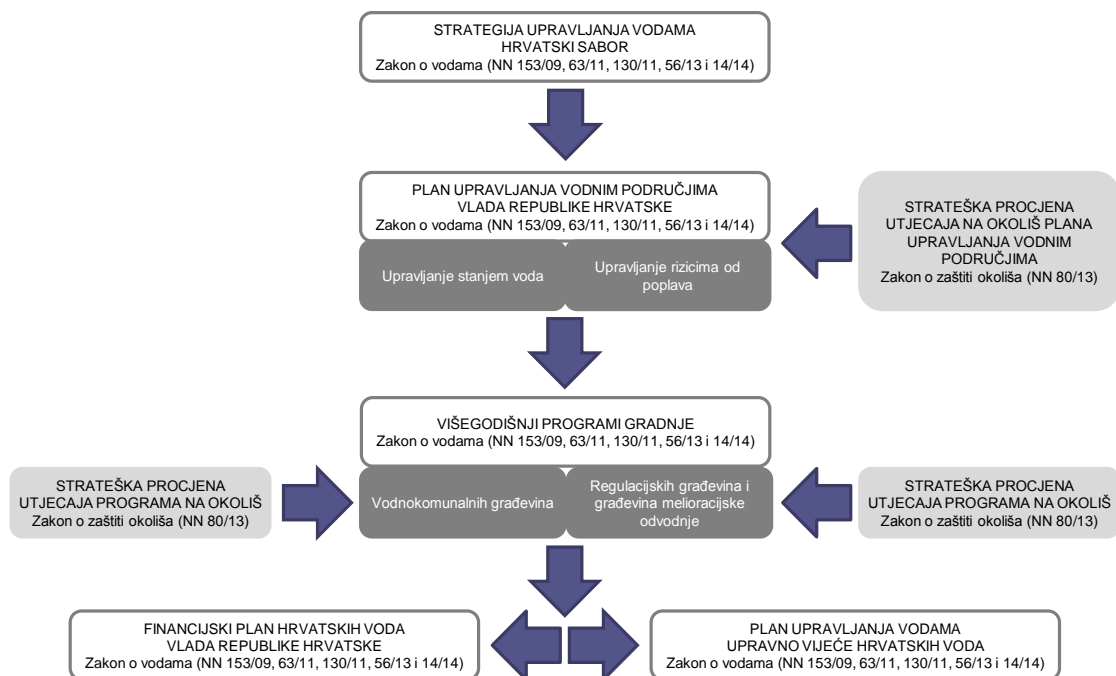 STRATEGIJA UPRAVLJANJA VODAMA
HRVATSKI SABOR
Zakon o vodama (NN 153/09, 63/11, 130/11, 56/13 i 14/14)
PLAN UPRAVLJANJA VODNIM PODRUČJIMA
VLADA REPUBLIKE HRVATSKE
Zakon o vodama (NN 153/09, 63/11, 130/11, 56/13 i 14/14)
Upravljanje stanjem voda
Upravljanje rizicima od
poplava
STRATEŠKA PROCJENA
UTJECAJA NA OKOLIŠ PLANA
UPRAVLJANJA VODNIM
PODRUČJIMA
Zakon o zaštiti okoliša (NN 80/13)
VIŠEGODIŠNJI PROGRAMI GRADNJE
Zakon o vodama (NN 153/09, 63/11, 130/11, 56/13 i 14/14)
STRATEŠKA PROCJENA
UTJECAJA PROGRAMA NA OKOLIŠ
Zakon o zaštiti okoliša (NN 80/13)
Vodnokomunalnih građevina
Regulacijskih građevina i
građevina melioracijske
odvodnje
STRATEŠKA PROCJENA
UTJECAJA PROGRAMA NA OKOLIŠ
Zakon o zaštiti okoliša (NN 80/13)
FINANCIJSKI PLAN HRVATSKIH VODA
VLADA REPUBLIKE HRVATSKE
Zakon o vodama (NN 153/09, 63/11, 130/11, 56/13 i 14/14)
PLAN UPRAVLJANJA VODAMA
UPRAVNO VIJEĆE HRVATSKIH VODA
Zakon o vodama (NN 153/09, 63/11, 130/11, 56/13 i 14/14)